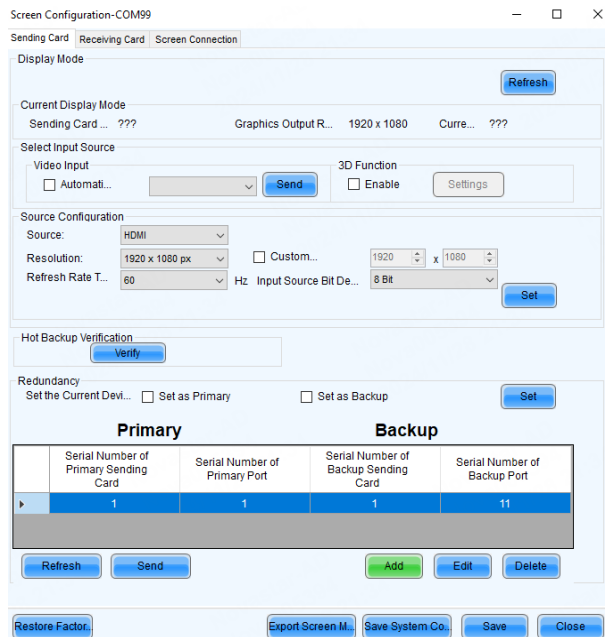 Screen Configuration-COM99
Sending Card Receiving Card Screen Connection
Display Mode
Refresh
Current Display Mode
Sending Card ... ??? Graphics Output R... 1920 x 1080 Curre... ???
Select Input Source
Video Input 3D Function
Automati... Send Enable Settings
Source Configuration
Source: HDMI
Resolution: 1920 x 1080 px Custom... 1920 x 1080
Refresh Rate T... 60 Hz Input Source Bit De... 8 Bit
Set
Hot Backup Verification
Verify
Redundancy
Set the Current Devi... Set as Primary Set as Backup Set
Primary Backup
Serial Number of Primary Sending Card Serial Number of Primary Port Serial Number of Backup Sending Card Serial Number of Backup Port
1 1 1 11
Refresh Send Add Edit Delete
Restore Factor.. Export Screen M.. Save System Co.. Save Close